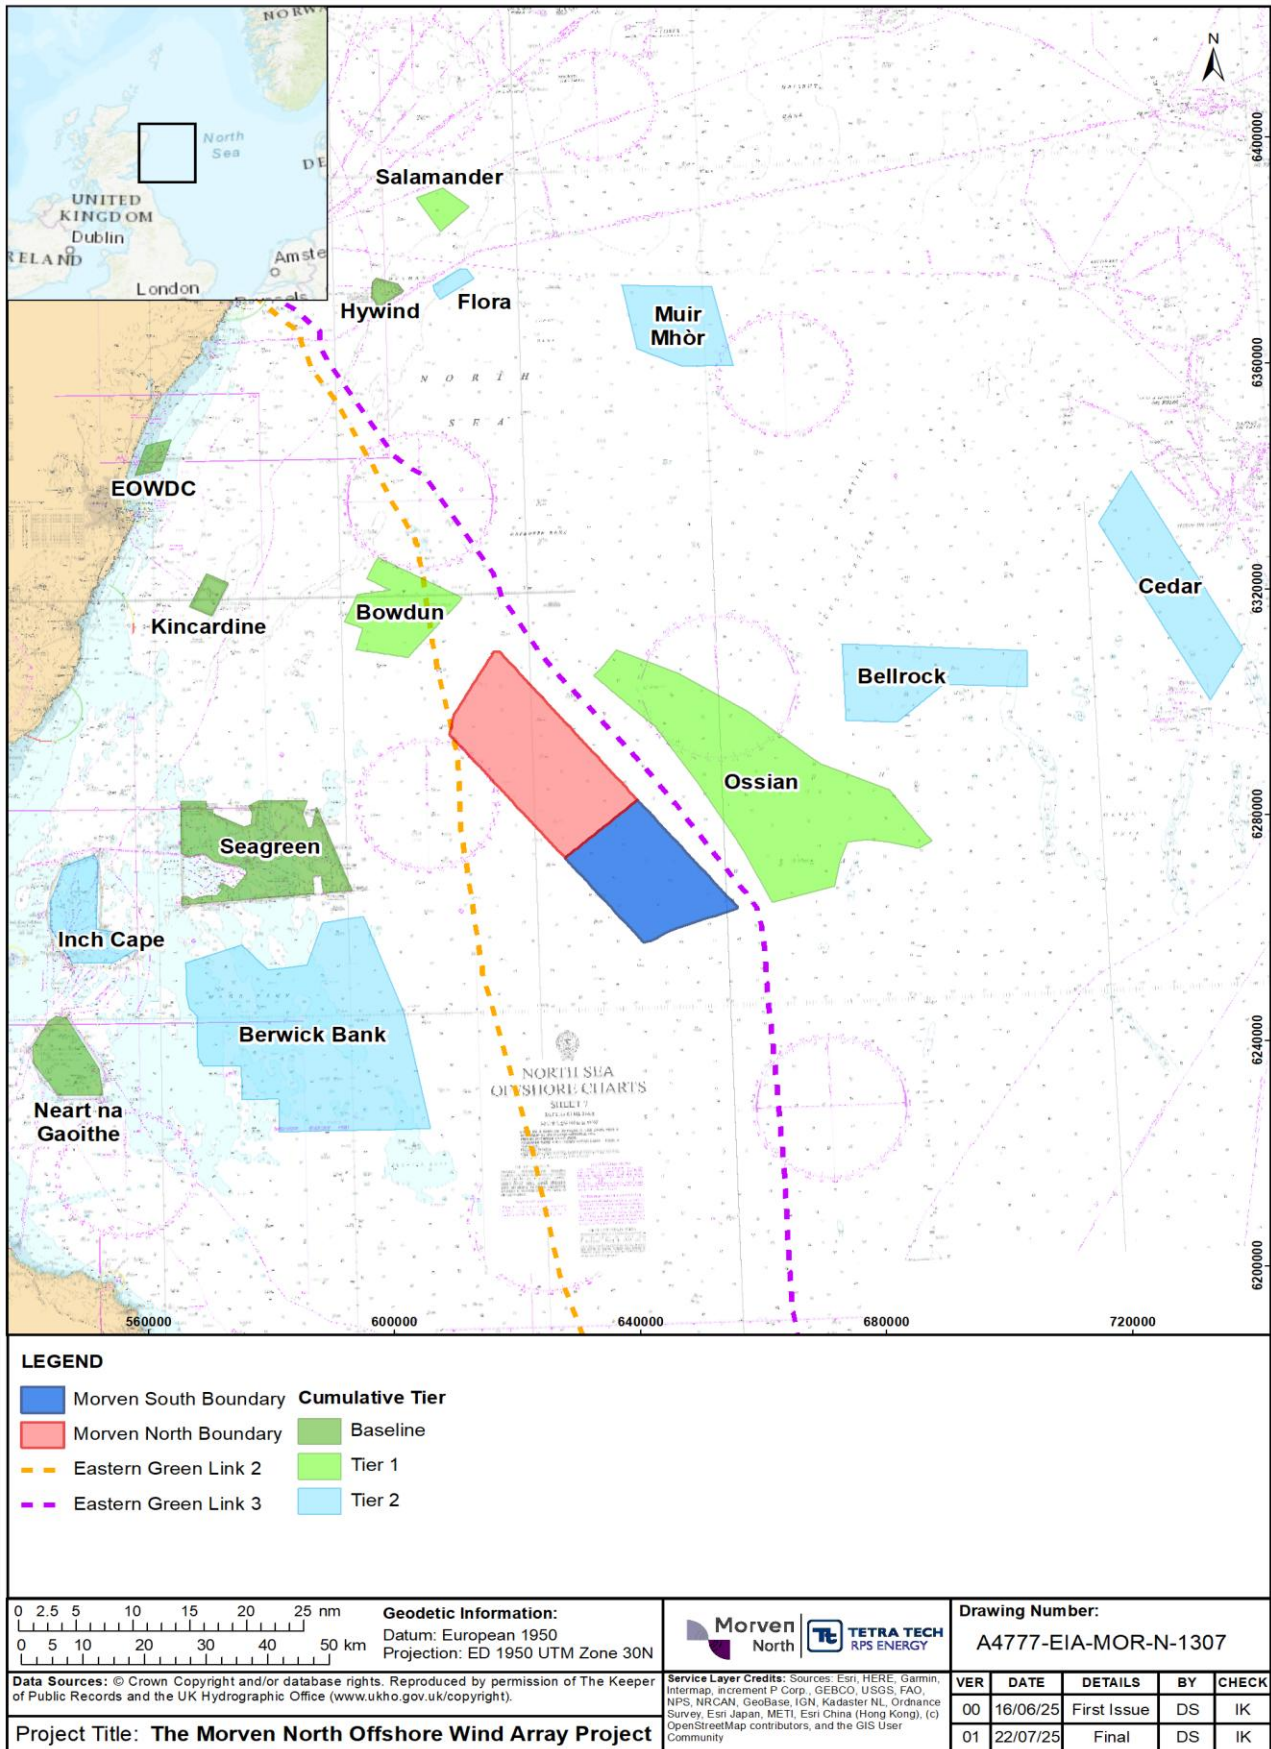 NORW
North
Sea
DE
UNITED
KINGDOM
Dublin
RELAND
Amste
London
N
6400000
Salamander
Hywind
Flora
Muir
Mhòr
6360000
NORTH
SEA
EOWDC
Cedar
6320000
Bowdun
Kincardine
Bellrock
Ossian
6280000
Seagreen
Inch Cape
Berwick Bank
6240000
NORTH SEA
OFFSHORE CHARTS
SHEET 7
Neart na
Gaoithe
6200000
560000 600000 640000 680000 720000
LEGEND
Morven South Boundary
Morven North Boundary
Eastern Green Link 2
Eastern Green Link 3
Cumulative Tier
Baseline
Tier 1
Tier 2
0 2.5 5 10 15 20 25 nm
0 5 10 20 30 40 50 km
Geodetic Information:
Datum: European 1950
Projection: ED 1950 UTM Zone 30N
Morven
North
Tt
TETRA TECH
RPS ENERGY
Drawing Number:
A4777-EIA-MOR-N-1307
Data Sources: © Crown Copyright and/or database rights. Reproduced by permission of The Keeper
of Public Records and the UK Hydrographic Office (www.ukho.gov.uk/copyright).
Service Layer Credits: Sources: Esri, HERE, Garmin,
Intermap, increment P Corp., GEBCO, USGS, FAO,
NPS, NRCAN, GeoBase, IGN, Kadaster NL, Ordnance
Survey, Esri Japan, METI, Esri China (Hong Kong), (c)
OpenStreetMap contributors, and the GIS User
Community
VER DATE DETAILS BY CHECK
00 16/06/25 First Issue DS IK
01 22/07/25 Final DS IK
Project Title: The Morven North Offshore Wind Array Project